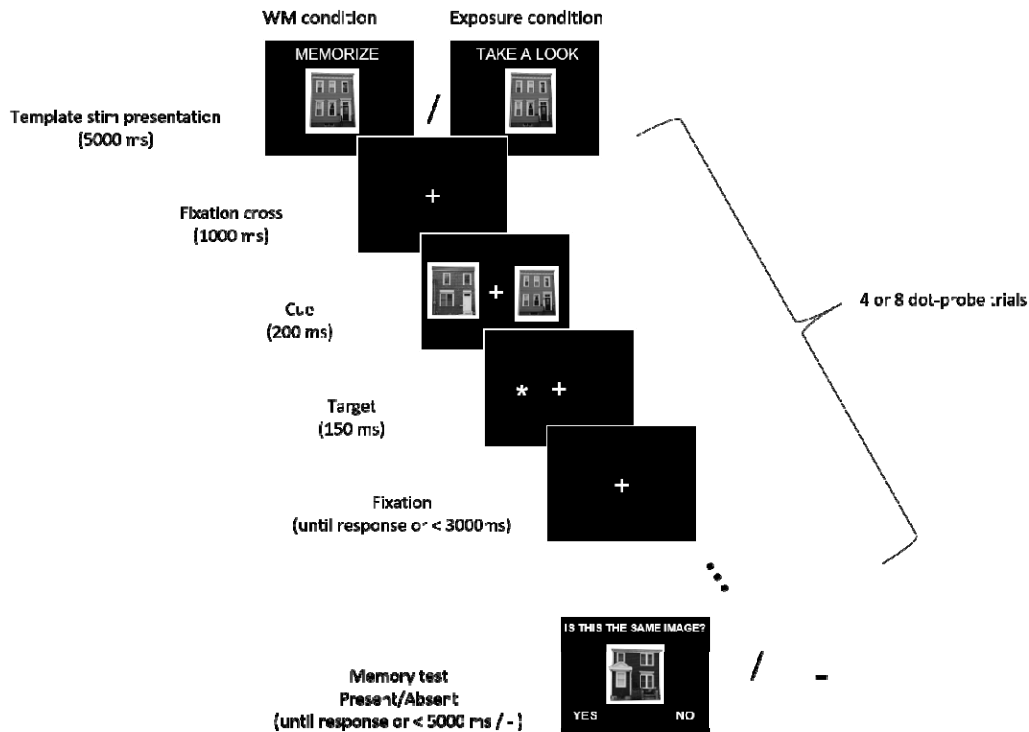 WM condition
Exposure condition
MEMORIZE
TAKE A LOOK
/
Template stim presentation
(5000 ms)
+
Fixation cross
(1000 ms)
+
Cue
(200 ms)
4 or 8 dot-probe trials
* +
Target
(150 ms)
+
Fixation
(until response or < 3000ms)
IS THIS THE SAME IMAGE?
/ -
Memory test
Present/Absent
(until response or < 5000 ms / - )
YES NO